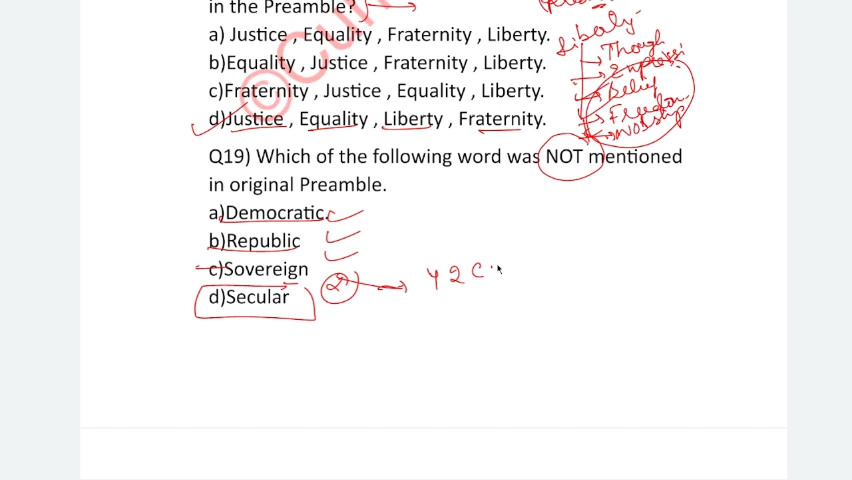 in the Preamble?
a) Justice , Equality , Fraternity , Liberty.
b)Equality , Justice , Fraternity , Liberty.
c)Fraternity , Justice , Equality , Liberty.
d)Justice , Equality , Liberty , Fraternity.
Though
Belief
Freedom
Q19) Which of the following word was NOT mentioned
in original Preamble.
a)Democratic.
b)Republic
c)Sovereign
d)Secular
42 C